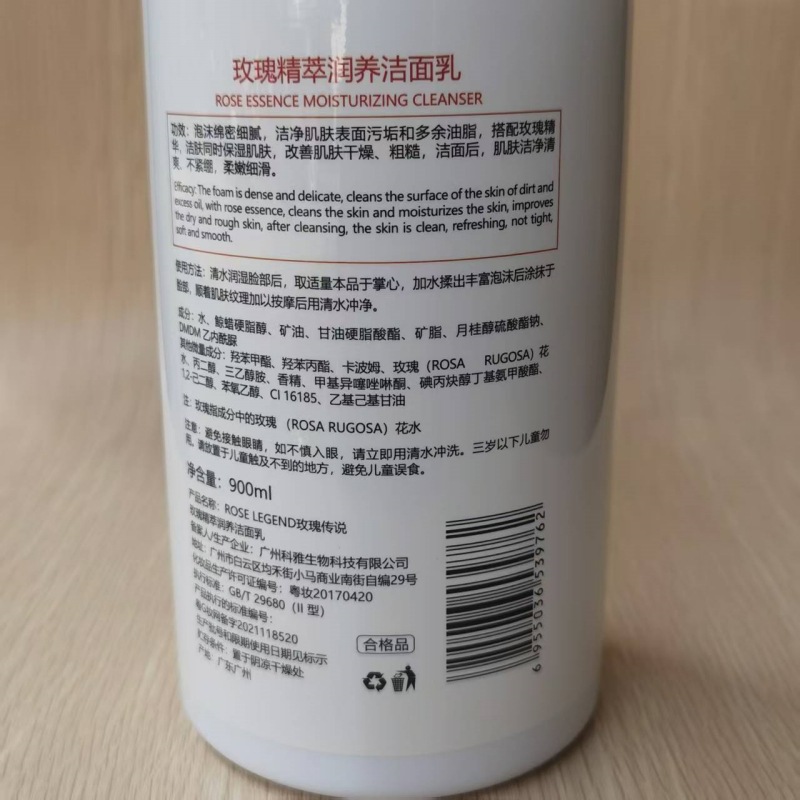 玫瑰精萃润养洁面乳
ROSE ESSENCE MOISTURIZING CLEANSER
功效：泡沫绵密细腻，洁净肌肤表面污垢和多余油脂，搭配玫瑰精
华，洁肤同时保湿肌肤，改善肌肤干燥、粗糙，洁面后，肌肤洁净清
爽、不紧绷，柔嫩细滑。
Efficacy: The foam is dense and delicate, cleans the surface of the skin of dirt and
excess oil, with rose essence, cleans the skin and moisturizes the skin, improves
the dry and rough skin, after cleansing, the skin is clean, refreshing, not tight,
soft and smooth.
使用方法：清水润湿脸部后，取适量本品于掌心，加水揉出丰富泡沫后涂抹于
脸部，顺着肌肤纹理加以按摩后用清水冲净。
成分：水、鲸蜡硬脂醇、矿油、甘油硬脂酸酯、矿脂、月桂醇硫酸酯钠、
DMDM 乙内酰脲
其他微量成分：羟苯甲酯、羟苯丙酯、卡波姆、玫瑰（ROSA RUGOSA）花
水、丙二醇、三乙醇胺、香精、甲基异噻唑啉酮、碘丙炔醇丁基氨甲酸酯、
1,2-己二醇、苯氧乙醇、CI 16185、乙基己基甘油
注：玫瑰指成分中的玫瑰 （ROSA RUGOSA）花水
注意：避免接触眼睛，如不慎入眼，请立即用清水冲洗。三岁以下儿童勿
用，请放置于儿童触及不到的地方，避免儿童误食。
净含量：900ml
产品名称：ROSE LEGEND玫瑰传说
玫瑰精萃润养洁面乳
备案人/生产企业：广州科雅生物科技有限公司
地址：广州市白云区均禾街小马商业南街自编29号
化妆品生产许可证编号：粤妆20170420
执行标准：GB/T 29680（II 型）
产品执行的标准编号：
粤G妆网备字2021118520
生产批号和限期使用日期见标示
贮存条件：置于阴凉干燥处
产地：广东广州
合格品
6 955036 539762